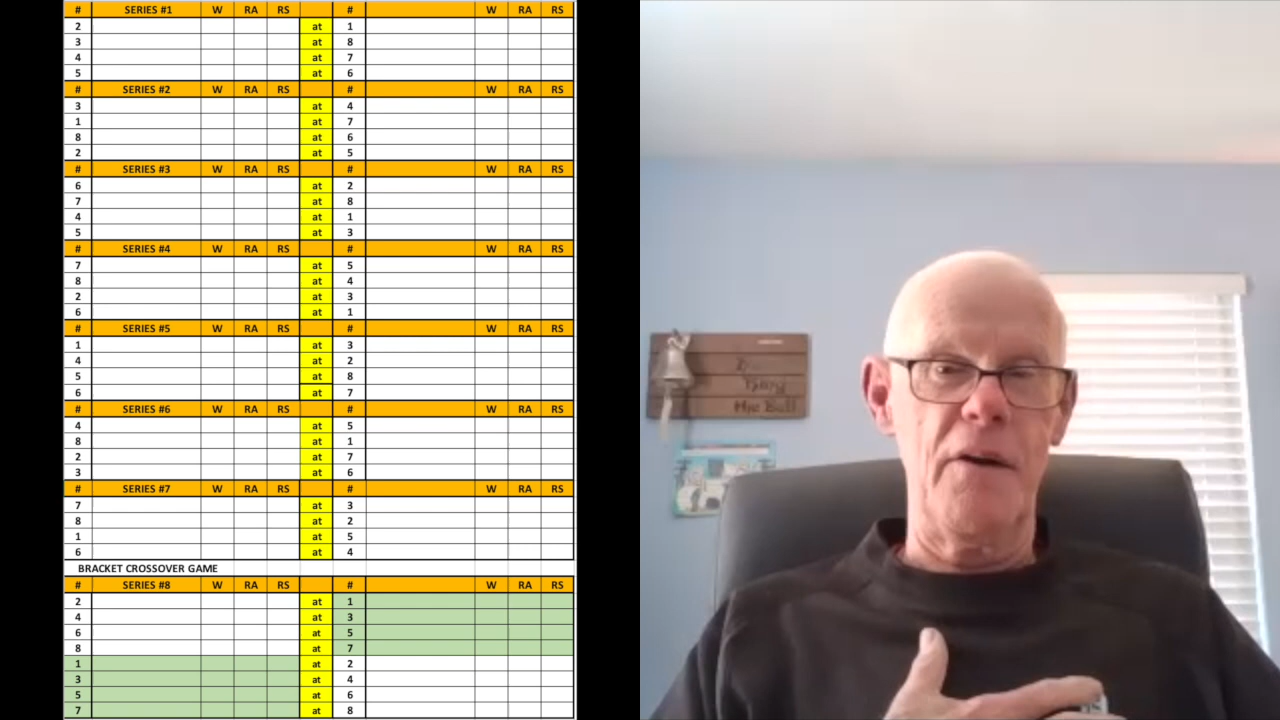 # SERIES #1 W RA RS # W RA RS
2 at 1
3 at 8
4 at 7
5 at 6
# SERIES #2 W RA RS # W RA RS
3 at 4
1 at 7
8 at 6
2 at 5
# SERIES #3 W RA RS # W RA RS
6 at 2
7 at 8
4 at 1
5 at 3
# SERIES #4 W RA RS # W RA RS
7 at 5
8 at 4
2 at 3
6 at 1
# SERIES #5 W RA RS # W RA RS
1 at 3
4 at 2
5 at 8
6 at 7
# SERIES #6 W RA RS # W RA RS
4 at 5
8 at 1
2 at 7
3 at 6
# SERIES #7 W RA RS # W RA RS
7 at 3
8 at 2
1 at 5
6 at 4
BRACKET CROSSOVER GAME
# SERIES #8 W RA RS # W RA RS
2 at 1
4 at 3
6 at 5
8 at 7
1 at 2
3 at 4
5 at 6
7 at 8
the Bell